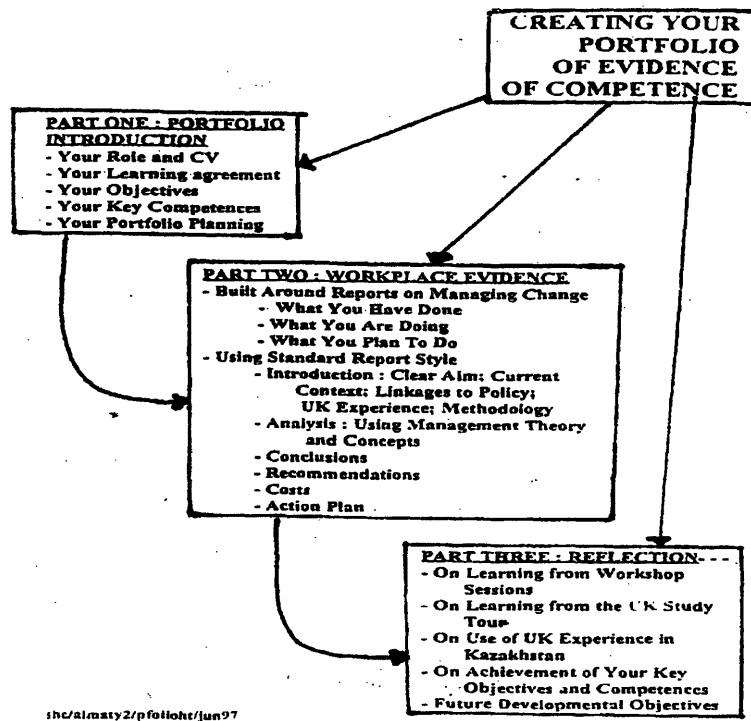 CREATING YOUR
PORTFOLIO
OF EVIDENCE
OF COMPETENCE
PART ONE : PORTFOLIO
INTRODUCTION
- Your Role and CV
- Your Learning agreement
- Your Objectives
- Your Key Competences
- Your Portfolio Planning
PART TWO : WORKPLACE EVIDENCE
- Built Around Reports on Managing Change
- What You Have Done
- What You Are Doing
- What You Plan To Do
- Using Standard Report Style
- Introduction : Clear Aim; Current
Context; Linkages to Policy;
UK Experience; Methodology
- Analysis : Using Management Theory
and Concepts
- Conclusions
- Recommendations
- Costs
- Action Plan
PART THREE : REFLECTION- - -
- On Learning from Workshop
Sessions
- On Learning from the UK Study
Tour
- On Use of UK Experience in
Kazakhstan
- On Achievement of Your Key
Objectives and Competences
- Future Developmental Objectives
shc/almaty2/pfolioht/jun97